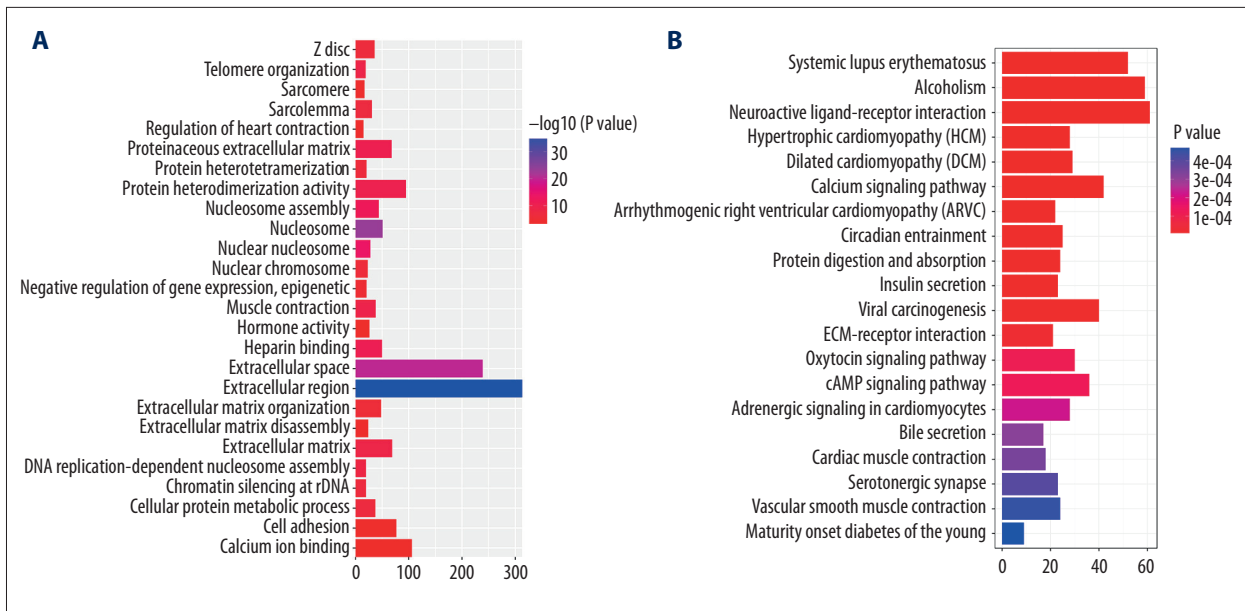 A
Z disc
Telomere organization
Sarcomere
Sarcolemma
Regulation of heart contraction
Proteinaceous extracellular matrix
Protein heterotetramerization
Protein heterodimerization activity
Nucleosome assembly
Nucleosome
Nuclear nucleosome
Nuclear chromosome
Negative regulation of gene expression, epigenetic
Muscle contraction
Hormone activity
Heparin binding
Extracellular space
Extracellular region
Extracellular matrix organization
Extracellular matrix disassembly
Extracellular matrix
DNA replication-dependent nucleosome assembly
Chromatin silencing at rDNA
Cellular protein metabolic process
Cell adhesion
Calcium ion binding
0 100 200 300
–log10 (P value)
30
20
10
B
Systemic lupus erythematosus
Alcoholism
Neuroactive ligand-receptor interaction
Hypertrophic cardiomyopathy (HCM)
Dilated cardiomyopathy (DCM)
Calcium signaling pathway
Arrhythmogenic right ventricular cardiomyopathy (ARVC)
Circadian entrainment
Protein digestion and absorption
Insulin secretion
Viral carcinogenesis
ECM-receptor interaction
Oxytocin signaling pathway
cAMP signaling pathway
Adrenergic signaling in cardiomyocytes
Bile secretion
Cardiac muscle contraction
Serotonergic synapse
Vascular smooth muscle contraction
Maturity onset diabetes of the young
0 20 40 60
P value
4e-04
3e-04
2e-04
1e-04